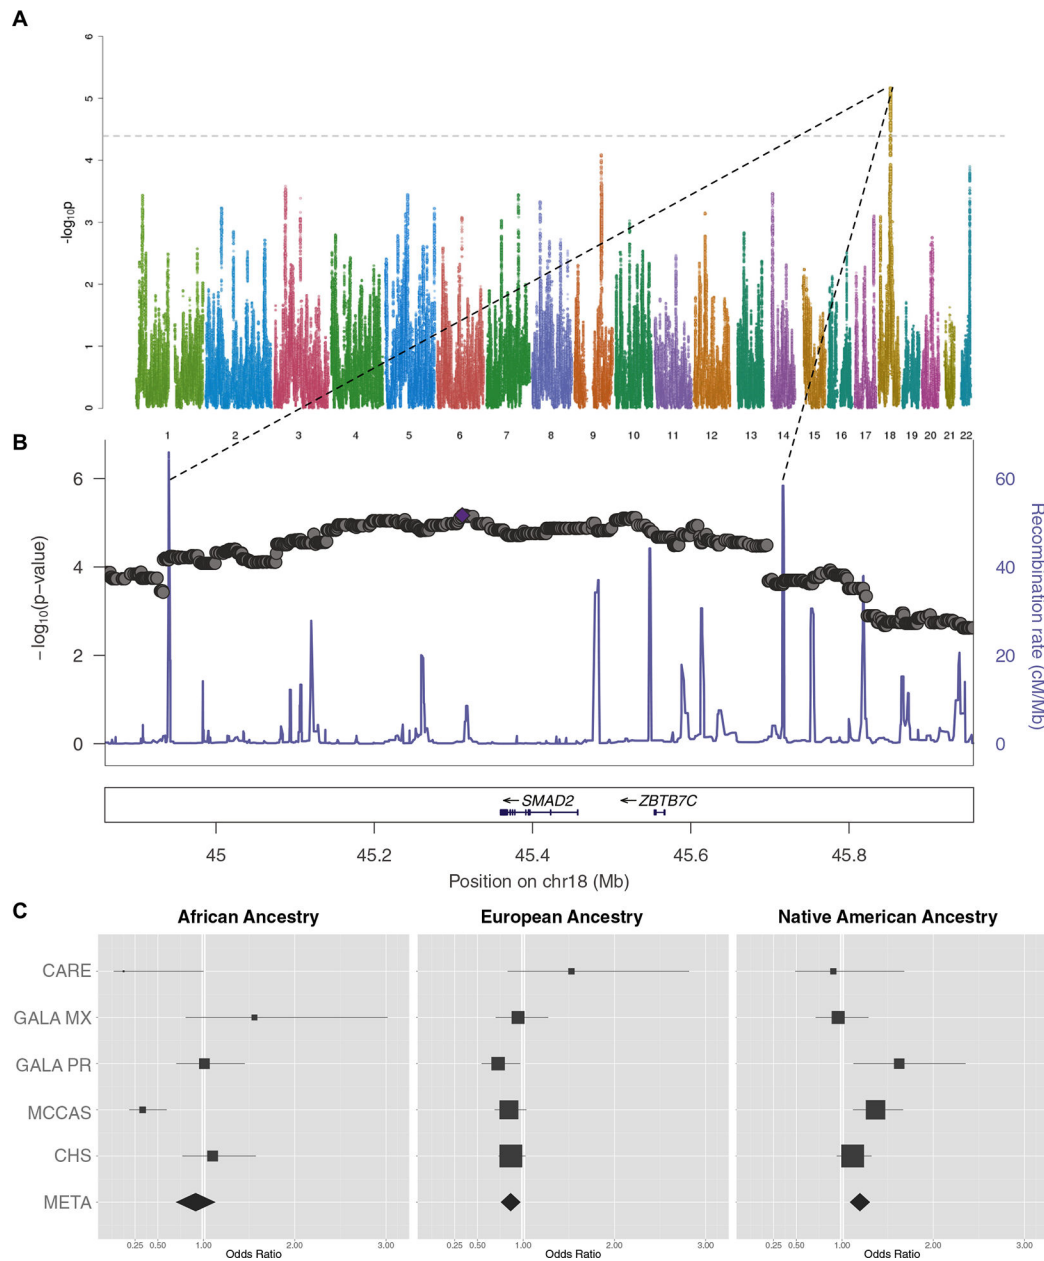 A
6
5
4
3
2
1
0
-log10p
1 2 3 4 5 6 7 8 9 10 11 12 13 14 15 16 17 18 19 20 21 22
B
6
4
2
0
−log10(p−value)
60
40
20
0
Recombination rate (cM/Mb)
←SMAD2 ←ZBTB7C
45 45.2 45.4 45.6 45.8
Position on chr18 (Mb)
C
African Ancestry European Ancestry Native American Ancestry
CARE
GALA MX
GALA PR
MCCAS
CHS
META
0.25 0.50 1.00 2.00 3.00 0.25 0.50 1.00 2.00 3.00 0.25 0.50 1.00 2.00 3.00
Odds Ratio Odds Ratio Odds Ratio